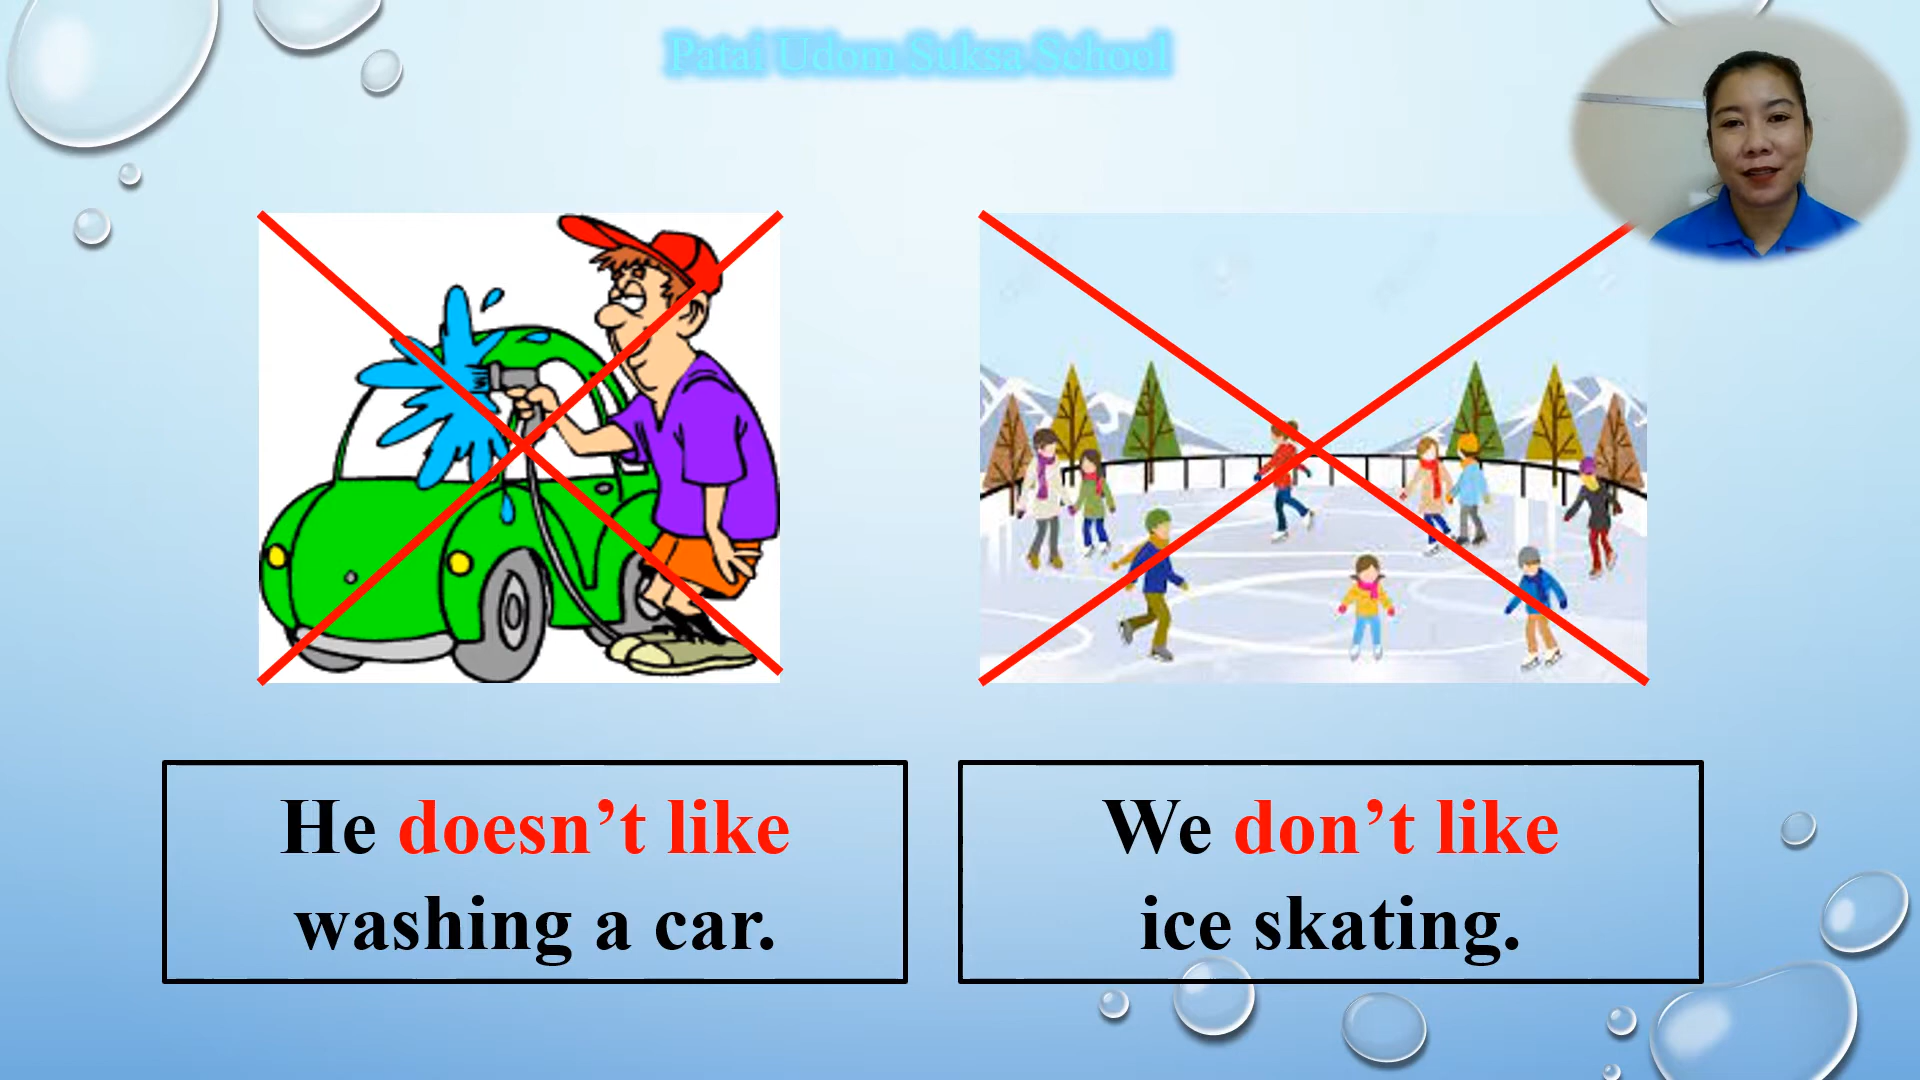 Patai Udom Suksa School
He doesn’t like
washing a car.
We don’t like
ice skating.